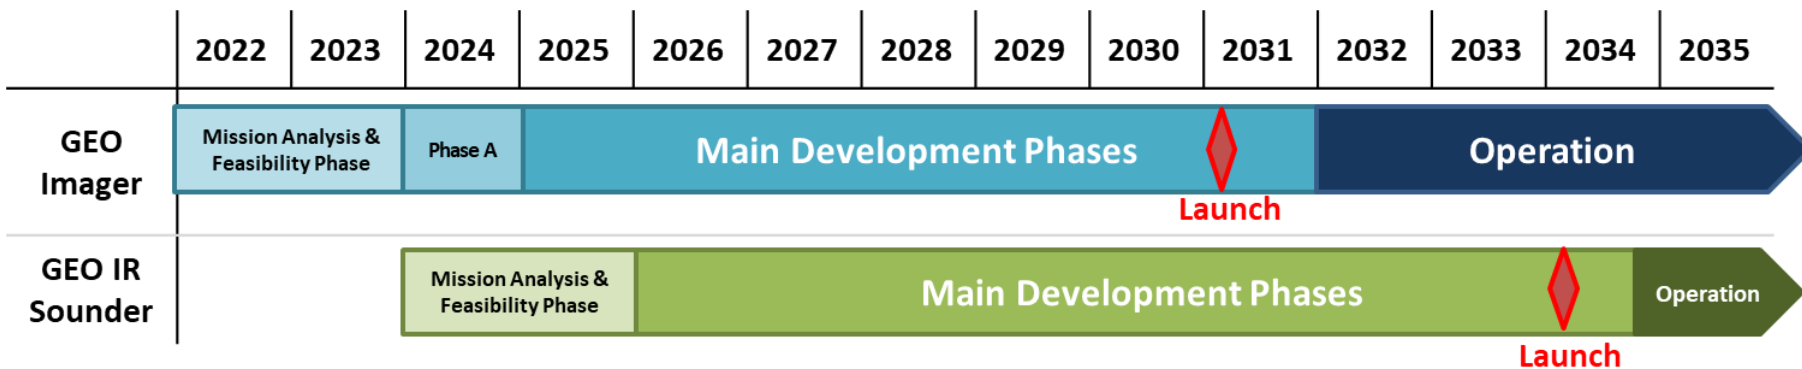 2022 2023 2024 2025 2026 2027 2028 2029 2030 2031 2032 2033 2034 2035
GEO
Imager
Mission Analysis &
Feasibility Phase
Phase A
Main Development Phases
Operation
Launch
GEO IR
Sounder
Mission Analysis &
Feasibility Phase
Main Development Phases
Operation
Launch